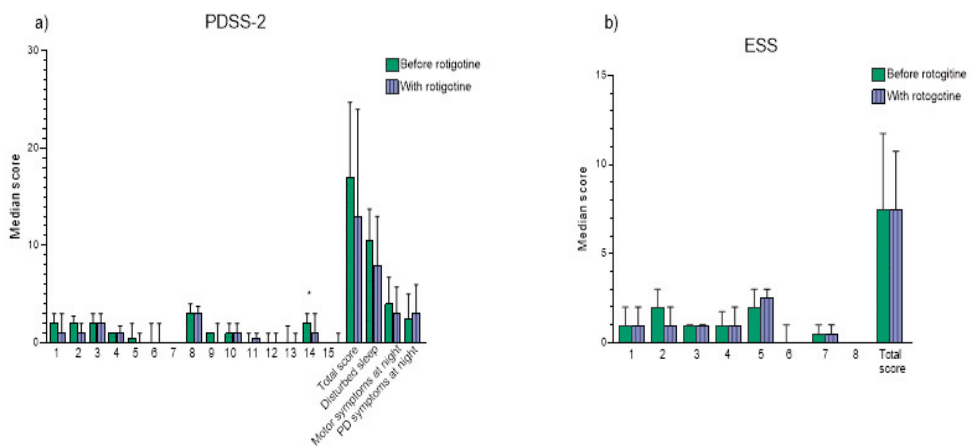 a)
PDSS-2
Before rotigotine
With rotigotine
Median score
30
20
10
0
1 2 3 4 5 6 7 8 9 10 11 12 13 14 15
*
Total score
Disturbed sleep
Motor symptoms at night
PD symptoms at night
b)
ESS
Before rotogitine
With rotogotine
Median score
15
10
5
0
1 2 3 4 5 6 7 8 Total
score